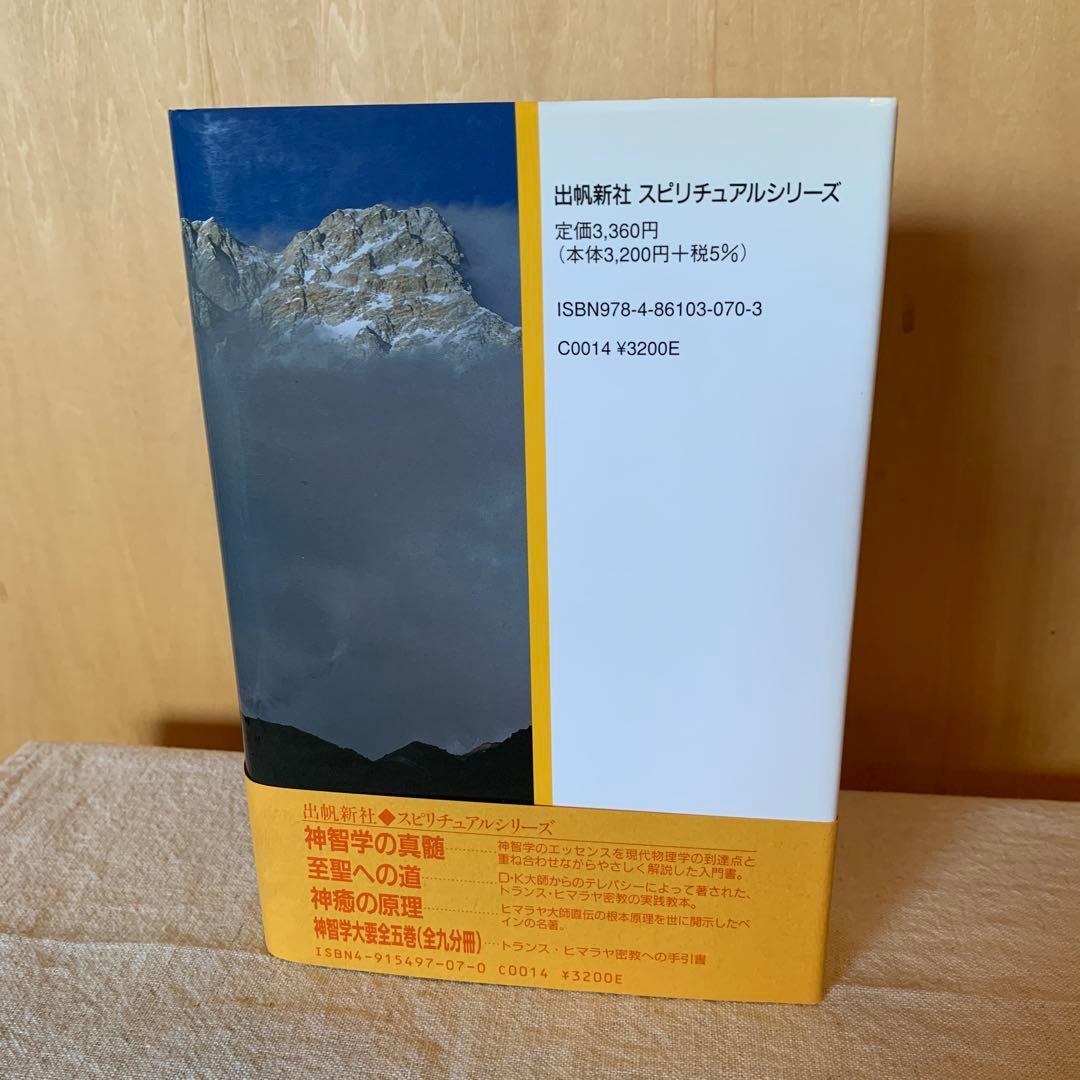 出帆新社 スピリチュアルシリーズ
定価3,360円
(本体3,200円+税5%)
ISBN978-4-86103-070-3
C0014 ¥3200E
出帆新社◆スピリチュアルシリーズ
神智学の真髄………神智学のエッセンスを現代物理学の到達点と
重ね合わせながらやさしく解説した入門書。
至聖への道………D・K大師からのテレパシーによって著された、
トランス・ヒマラヤ密教の実践教本。
神癒の原理………ヒマラヤ大師直伝の根本原理を世に開示したベ
インの名著。
神智学大要全五巻(全九分冊)…トランス・ヒマラヤ密教への手引書
ISBN4-915497-07-0 C0014 ¥3200E